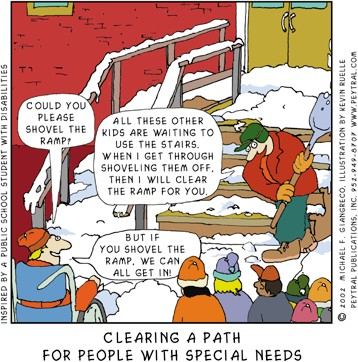 COULD YOU
PLEASE
SHOVEL THE
RAMP?
ALL THESE OTHER
KIDS ARE WAITING TO
USE THE STAIRS.
WHEN I GET THROUGH
SHOVELING THEM OFF,
THEN I WILL CLEAR
THE RAMP FOR YOU.
BUT IF
YOU SHOVEL THE
RAMP, WE CAN
ALL GET IN!
CLEARING A PATH
FOR PEOPLE WITH SPECIAL NEEDS
INSPIRED BY A PUBLIC SCHOOL STUDENT WITH DISABILITIES
© 2002 MICHAEL F. GIANGRECO, ILLUSTRATION BY KEVIN RUELLE
PEYTRAL PUBLICATIONS, INC. 952-949-8707 WWW.PEYTRAL.COM